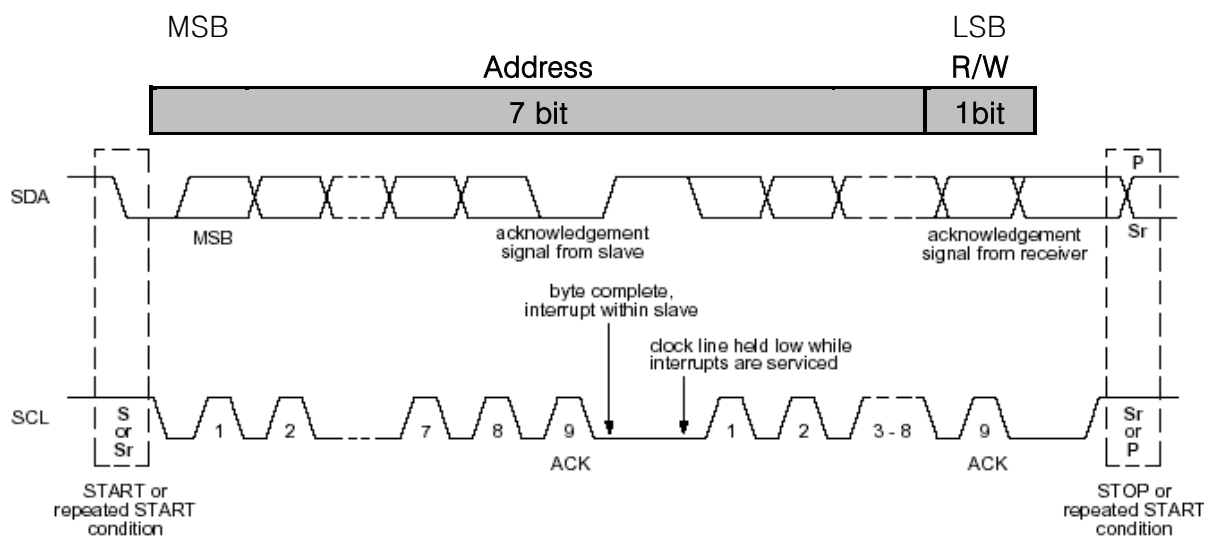 MSB
LSB
Address
R/W
7 bit
1bit
SDA
MSB
acknowledgement
signal from slave
acknowledgement
signal from receiver
P
Sr
byte complete,
interrupt within slave
clock line held low while
interrupts are serviced
SCL
S
or
Sr
1
2
7
8
9
1
2
3 - 8
9
Sr
or
P
ACK
ACK
START or
repeated START
condition
STOP or
repeated START
condition